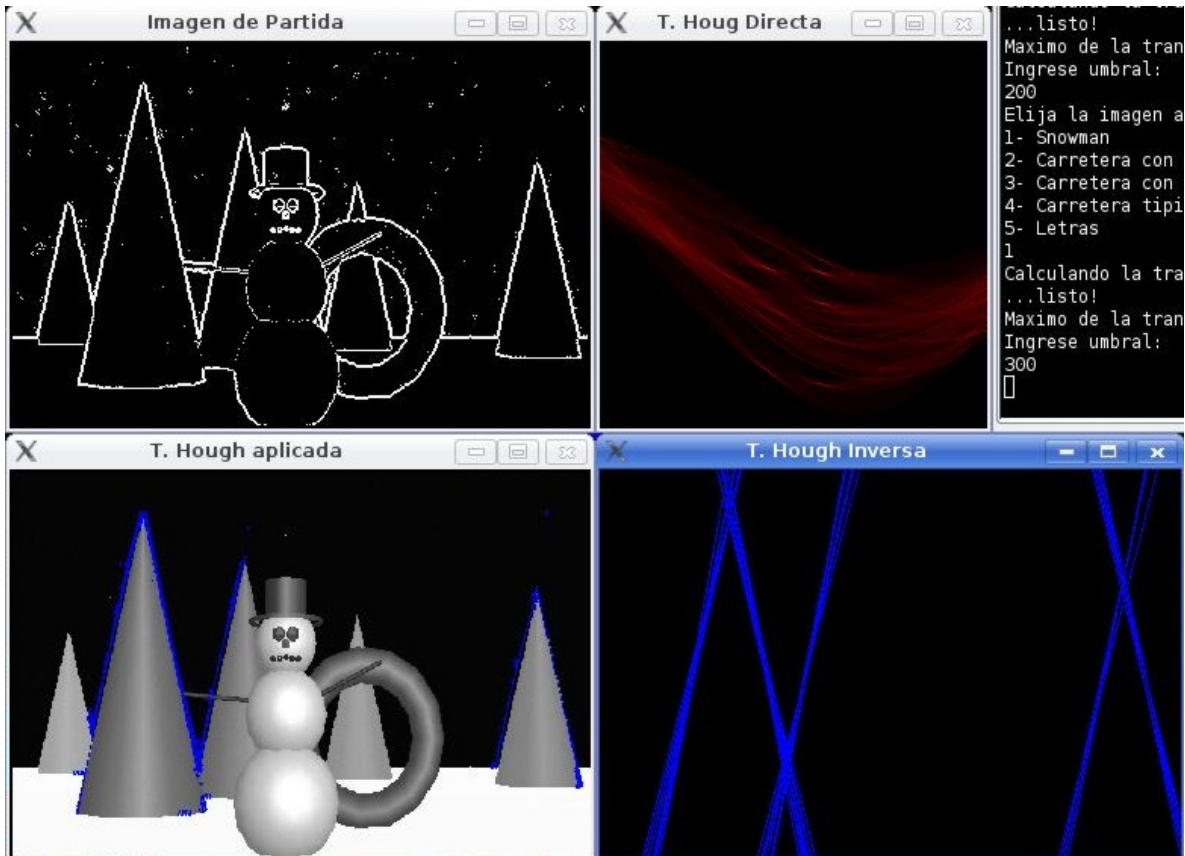 Imagen de Partida
T. Houg Directa
...listo!
Maximo de la tran
Ingrese umbral:
200
Elija la imagen a
1- Snowman
2- Carretera con
3- Carretera con
4- Carretera tipi
5- Letras
1
Calculando la tra
...listo!
Maximo de la tran
Ingrese umbral:
300
T. Hough aplicada
T. Hough Inversa